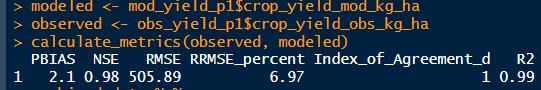 > modeled <- mod_yield_p1$crop_yield_mod_kg_ha
> observed <- obs_yield_p1$crop_yield_obs_kg_ha
> calculate_metrics(observed, modeled)
PBIAS NSE RMSE RRMSE_percent Index_of_Agreement_d R2
1 2.1 0.98 505.89 6.97 1 0.99